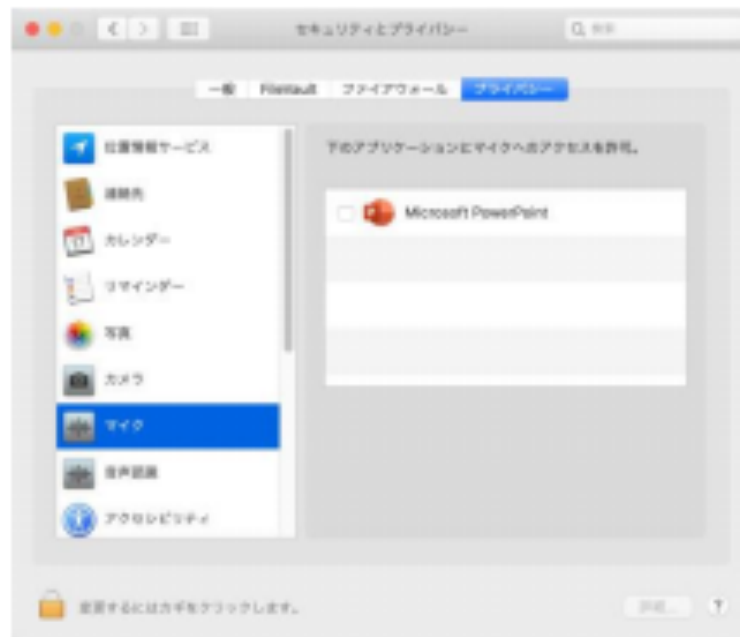 セキュリティとプライバシー
検索
一般
FileVault
ファイアウォール
プライバシー
位置情報サービス
連絡先
カレンダー
リマインダー
写真
カメラ
マイク
音声認識
アクセシビリティ
下のアプリケーションにマイクへのアクセスを許可。
17
Microsoft PowerPoint
変更するにはカギをクリックします。
詳細...
?